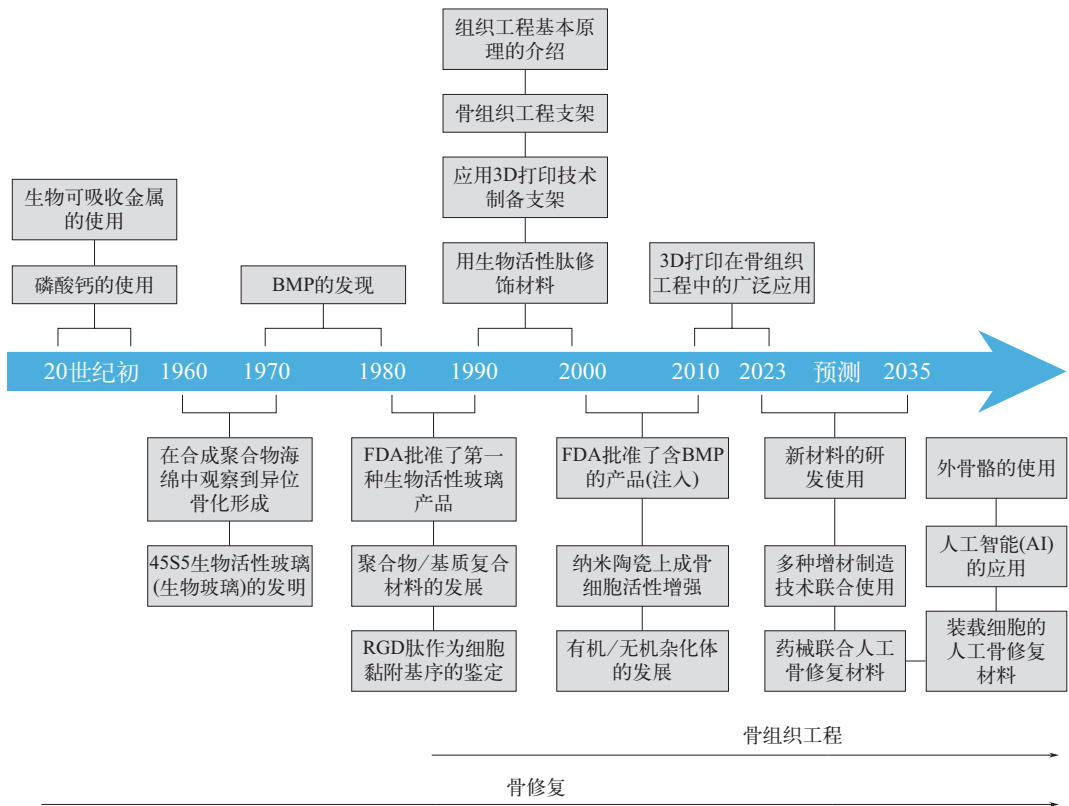 组织工程基本原
理的介绍
骨组织工程支架
应用3D打印技术
制备支架
用生物活性肽修
饰材料
生物可吸收金属
的使用
磷酸钙的使用
BMP的发现
3D打印在骨组织
工程中的广泛应用
20世纪初 1960 1970 1980 1990 2000 2010 2023 预测 2035
在合成聚合物海
绵中观察到异位
骨化形成
45S5生物活性玻璃
(生物玻璃)的发明
FDA批准了第一
种生物活性玻璃
产品
聚合物/基质复合
材料的发展
RGD肽作为细胞
黏附基序的鉴定
FDA批准了含BMP
的产品(注入)
纳米陶瓷上成骨
细胞活性增强
有机/无机杂化体
的发展
新材料的研
发使用
多种增材制造
技术联合使用
药械联合人工
骨修复材料
外骨骼的使用
人工智能(AI)
的应用
装载细胞的
人工骨修复
材料
骨组织工程
骨修复